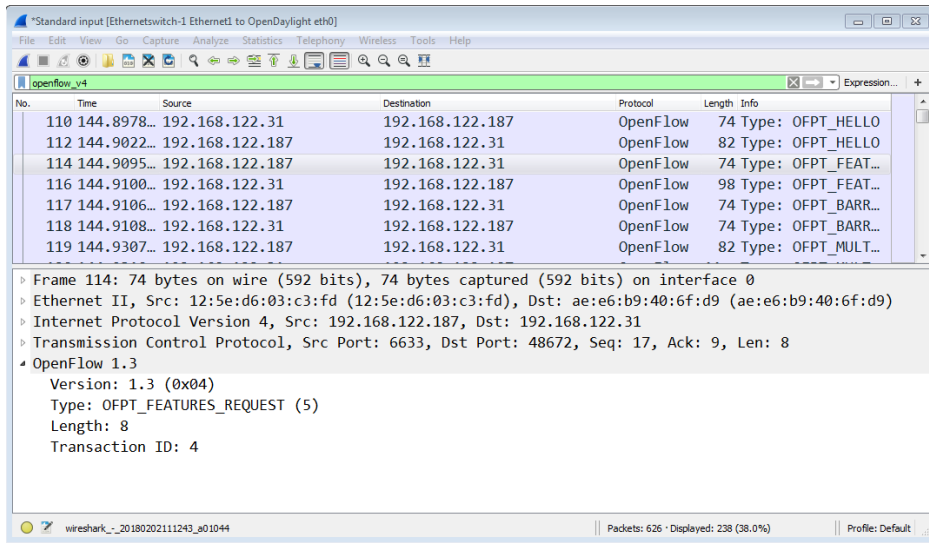 *Standard input [Ethernetswitch-1 Ethernet1 to OpenDaylight eth0]
File Edit View Go Capture Analyze Statistics Telephony Wireless Tools Help
openflow_v4 Expression... +
No. Time Source Destination Protocol Length Info
110 144.8978… 192.168.122.31 192.168.122.187 OpenFlow 74 Type: OFPT_HELLO
112 144.9022… 192.168.122.187 192.168.122.31 OpenFlow 82 Type: OFPT_HELLO
114 144.9095… 192.168.122.187 192.168.122.31 OpenFlow 74 Type: OFPT_FEAT…
116 144.9100… 192.168.122.31 192.168.122.187 OpenFlow 98 Type: OFPT_FEAT…
117 144.9106… 192.168.122.187 192.168.122.31 OpenFlow 74 Type: OFPT_BARR…
118 144.9108… 192.168.122.31 192.168.122.187 OpenFlow 74 Type: OFPT_BARR…
119 144.9307… 192.168.122.187 192.168.122.31 OpenFlow 82 Type: OFPT_MULT…
Frame 114: 74 bytes on wire (592 bits), 74 bytes captured (592 bits) on interface 0
Ethernet II, Src: 12:5e:d6:03:c3:fd (12:5e:d6:03:c3:fd), Dst: ae:e6:b9:40:6f:d9 (ae:e6:b9:40:6f:d9)
Internet Protocol Version 4, Src: 192.168.122.187, Dst: 192.168.122.31
Transmission Control Protocol, Src Port: 6633, Dst Port: 48672, Seq: 17, Ack: 9, Len: 8
OpenFlow 1.3
Version: 1.3 (0x04)
Type: OFPT_FEATURES_REQUEST (5)
Length: 8
Transaction ID: 4
wireshark_-_20180202111243_a01044 Packets: 626 · Displayed: 238 (38.0%) Profile: Default